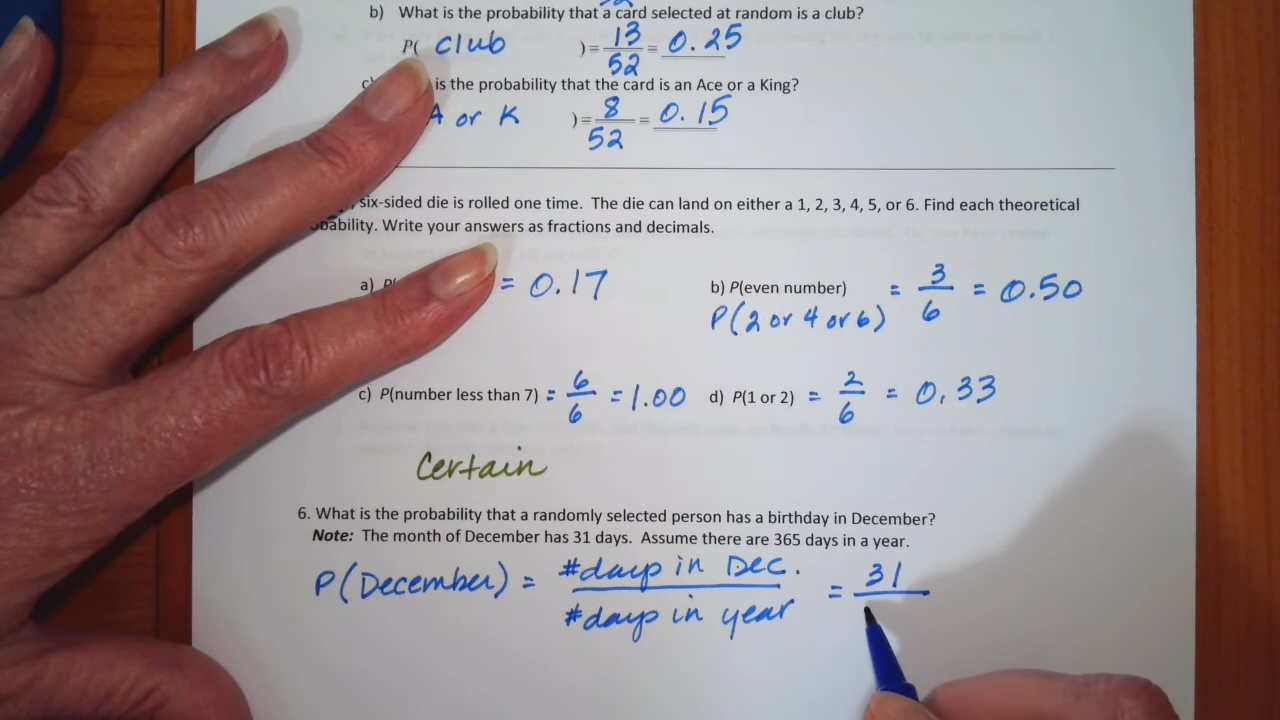 b) What is the probability that a card selected at random is a club?
P( club ) = 13/52 = 0.25
c) is the probability that the card is an Ace or a King?
A or K ) = 8/52 = 0.15
six-sided die is rolled one time. The die can land on either a 1, 2, 3, 4, 5, or 6. Find each theoretical
probability. Write your answers as fractions and decimals.
a) P( = 0.17
b) P(even number) = 3/6 = 0.50
P(2 or 4 or 6)
c) P(number less than 7) = 6/6 = 1.00
d) P(1 or 2) = 2/6 = 0.33
Certain
6. What is the probability that a randomly selected person has a birthday in December?
Note: The month of December has 31 days. Assume there are 365 days in a year.
P(December) = #days in Dec. / #days in year = 31